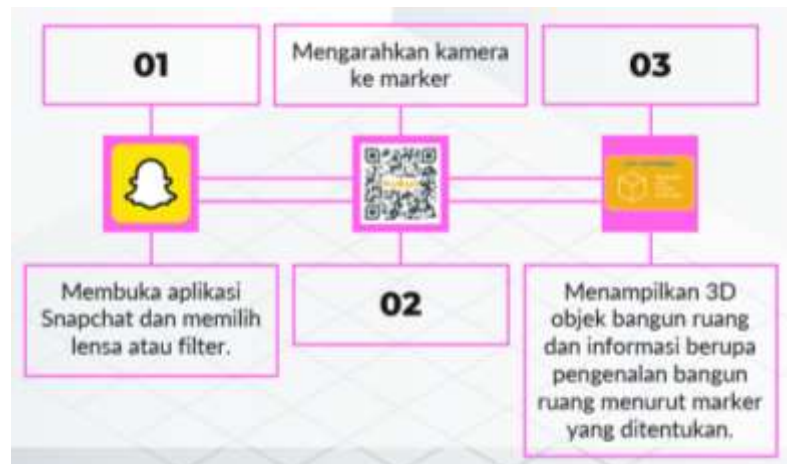 01
Membuka aplikasi
Snapchat dan memilih
lensa atau filter.
Mengarahkan kamera
ke marker
02
03
Menampilkan 3D
objek bangun ruang
dan informasi berupa
pengenalan bangun
ruang menurut marker
yang ditentukan.